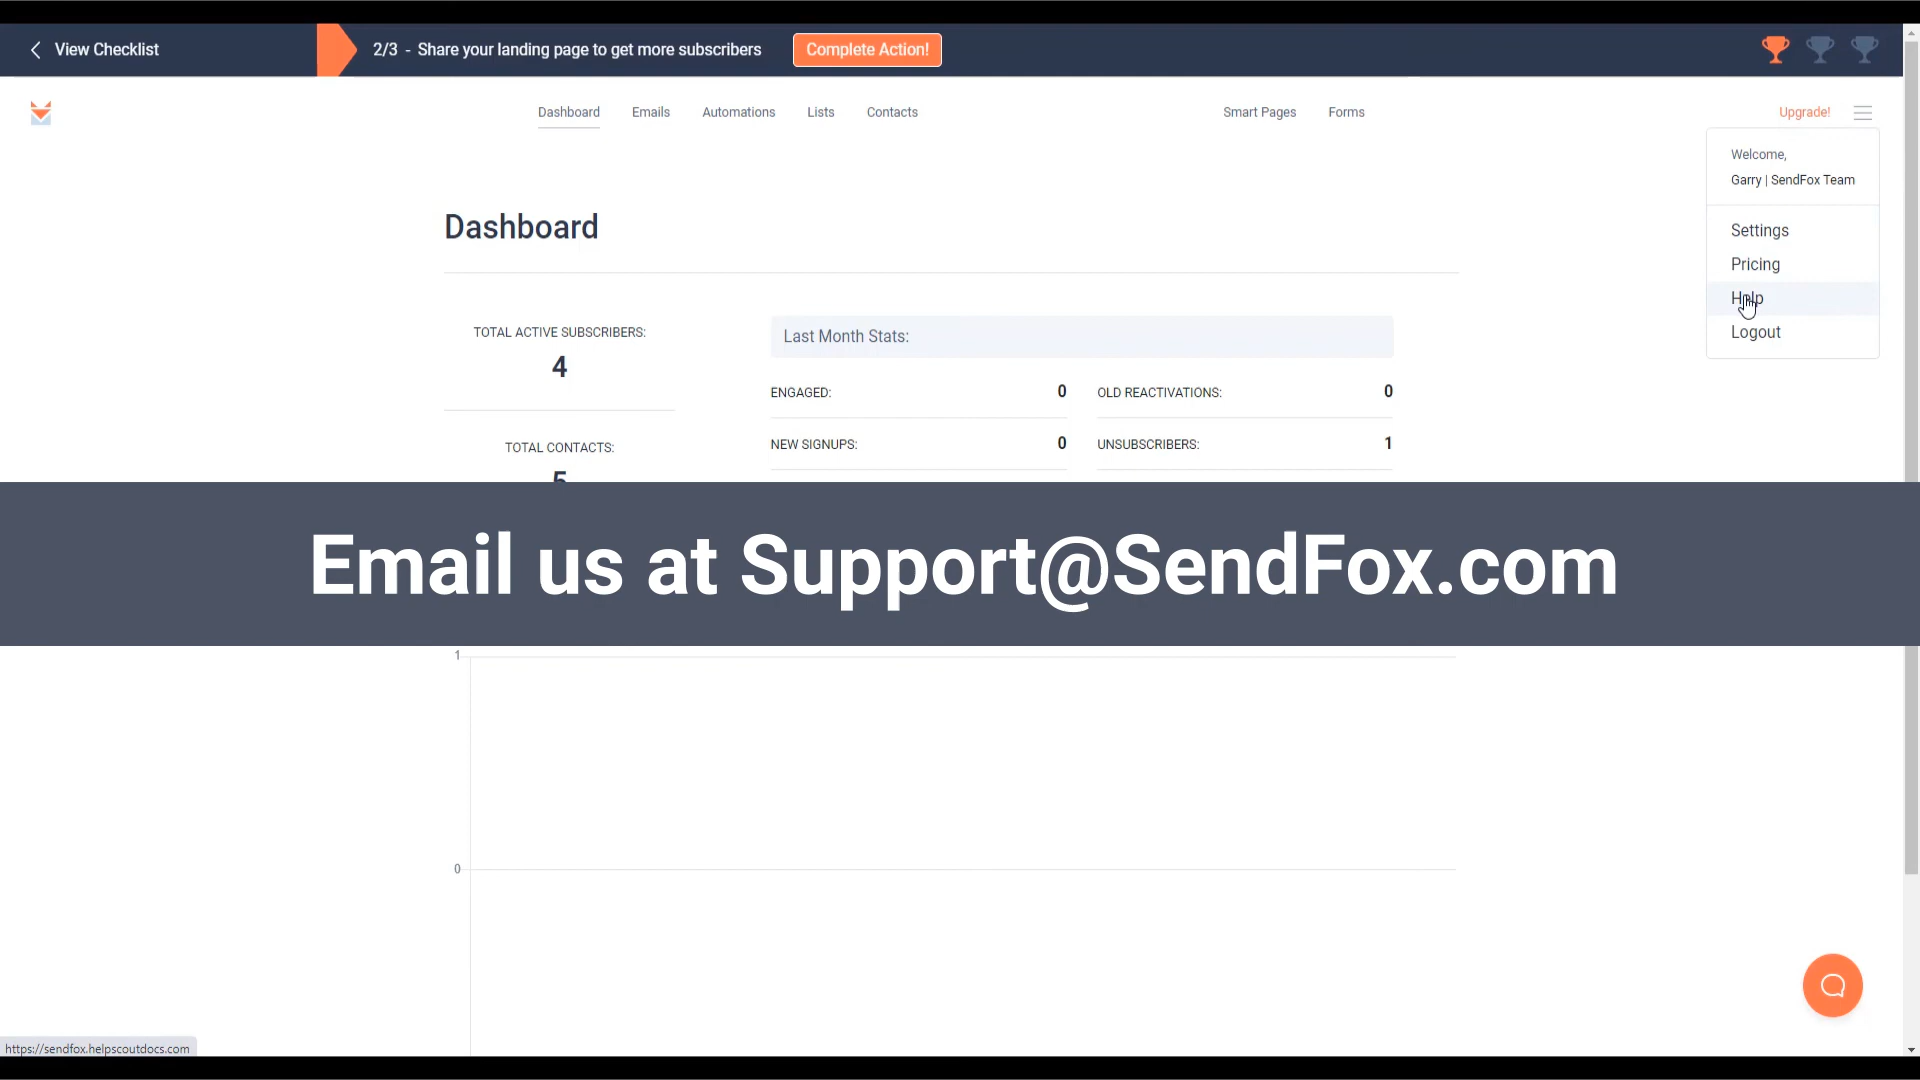 View Checklist
2/3 - Share your landing page to get more subscribers
Complete Action!
Dashboard
Emails
Automations
Lists
Contacts
Smart Pages
Forms
Upgrade!
Welcome,
Garry | SendFox Team
Settings
Pricing
Help
Logout
Dashboard
TOTAL ACTIVE SUBSCRIBERS:
4
TOTAL CONTACTS:
5
Last Month Stats:
ENGAGED: 0
OLD REACTIVATIONS: 0
NEW SIGNUPS: 0
UNSUBSCRIBERS: 1
Email us at Support@SendFox.com
1
0
https://sendfox.helpscoutdocs.com